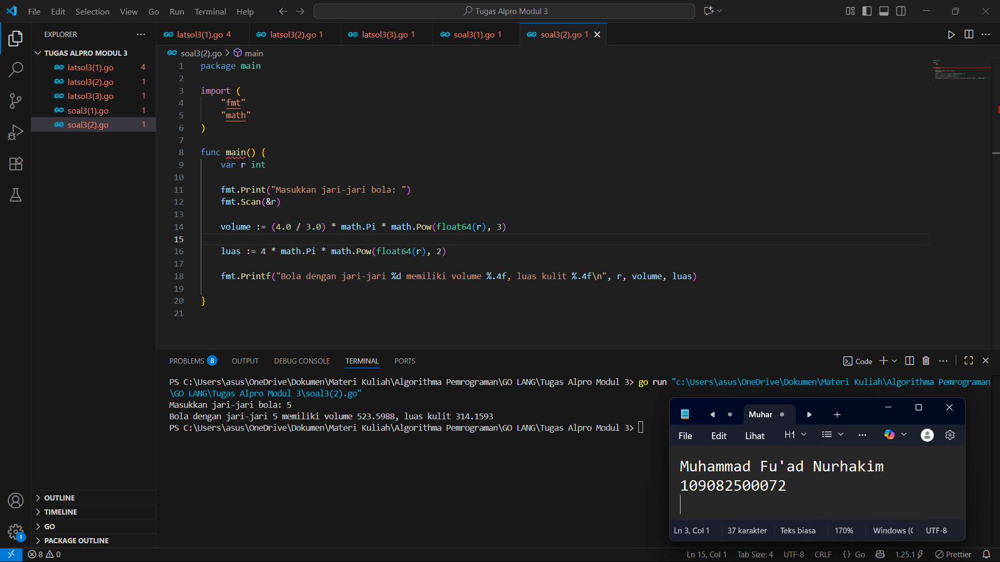 File Edit Selection View Go Run Terminal Help
Tugas Alpro Modul 3
EXPLORER
TUGAS ALPRO MODUL 3
latsol3(1).go 4
latsol3(2).go 1
latsol3(3).go 1
soal3(1).go 1
soal3(2).go 1
OUTLINE
TIMELINE
GO
PACKAGE OUTLINE
latsol3(1).go 4 latsol3(2).go 1 latsol3(3).go 1 soal3(1).go 1 soal3(2).go 1
soal3(2).go > main
1 package main
2
3 import (
4 "fmt"
5 "math"
6 )
7
8 func main() {
9 var r int
10
11 fmt.Print("Masukkan jari-jari bola: ")
12 fmt.Scan(&r)
13
14 volume := (4.0 / 3.0) * math.Pi * math.Pow(float64(r), 3)
15
16 luas := 4 * math.Pi * math.Pow(float64(r), 2)
17
18 fmt.Printf("Bola dengan jari-jari %d memiliki volume %.4f, luas kulit %.4f\n", r, volume, luas)
19
20 }
21
PROBLEMS 8 OUTPUT DEBUG CONSOLE TERMINAL PORTS
Code
PS C:\Users\asus\OneDrive\Dokumen\Materi Kuliah\Algorithma Pemrograman\GO LANG\Tugas Alpro Modul 3> go run "c:\Users\asus\OneDrive\Dokumen\Materi Kuliah\Algorithma Pemrograman
\GO LANG\Tugas Alpro Modul 3\soal3(2).go"
Masukkan jari-jari bola: 5
Bola dengan jari-jari 5 memiliki volume 523.5988, luas kulit 314.1593
PS C:\Users\asus\OneDrive\Dokumen\Materi Kuliah\Algorithma Pemrograman\GO LANG\Tugas Alpro Modul 3>
Muhar
File Edit Lihat H1
Muhammad Fu'ad Nurhakim
109082500072
Ln 3, Col 1 37 karakter Teks biasa 170% Windows (C UTF-8
1
8 0
Ln 15, Col 1 Tab Size: 4 UTF-8 CRLF {} Go 1.25.1 Prettier